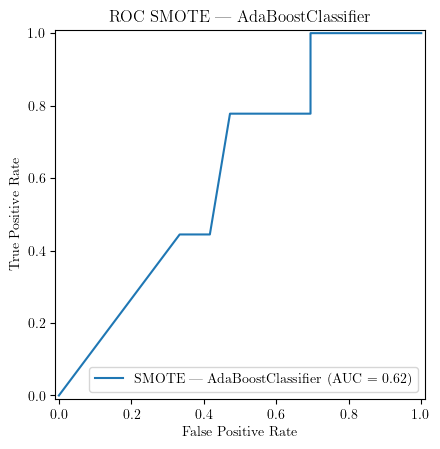 ROC SMOTE — AdaBoostClassifier
1.0
0.8
0.6
0.4
0.2
0.0
True Positive Rate
SMOTE — AdaBoostClassifier (AUC = 0.62)
0.0 0.2 0.4 0.6 0.8 1.0
False Positive Rate